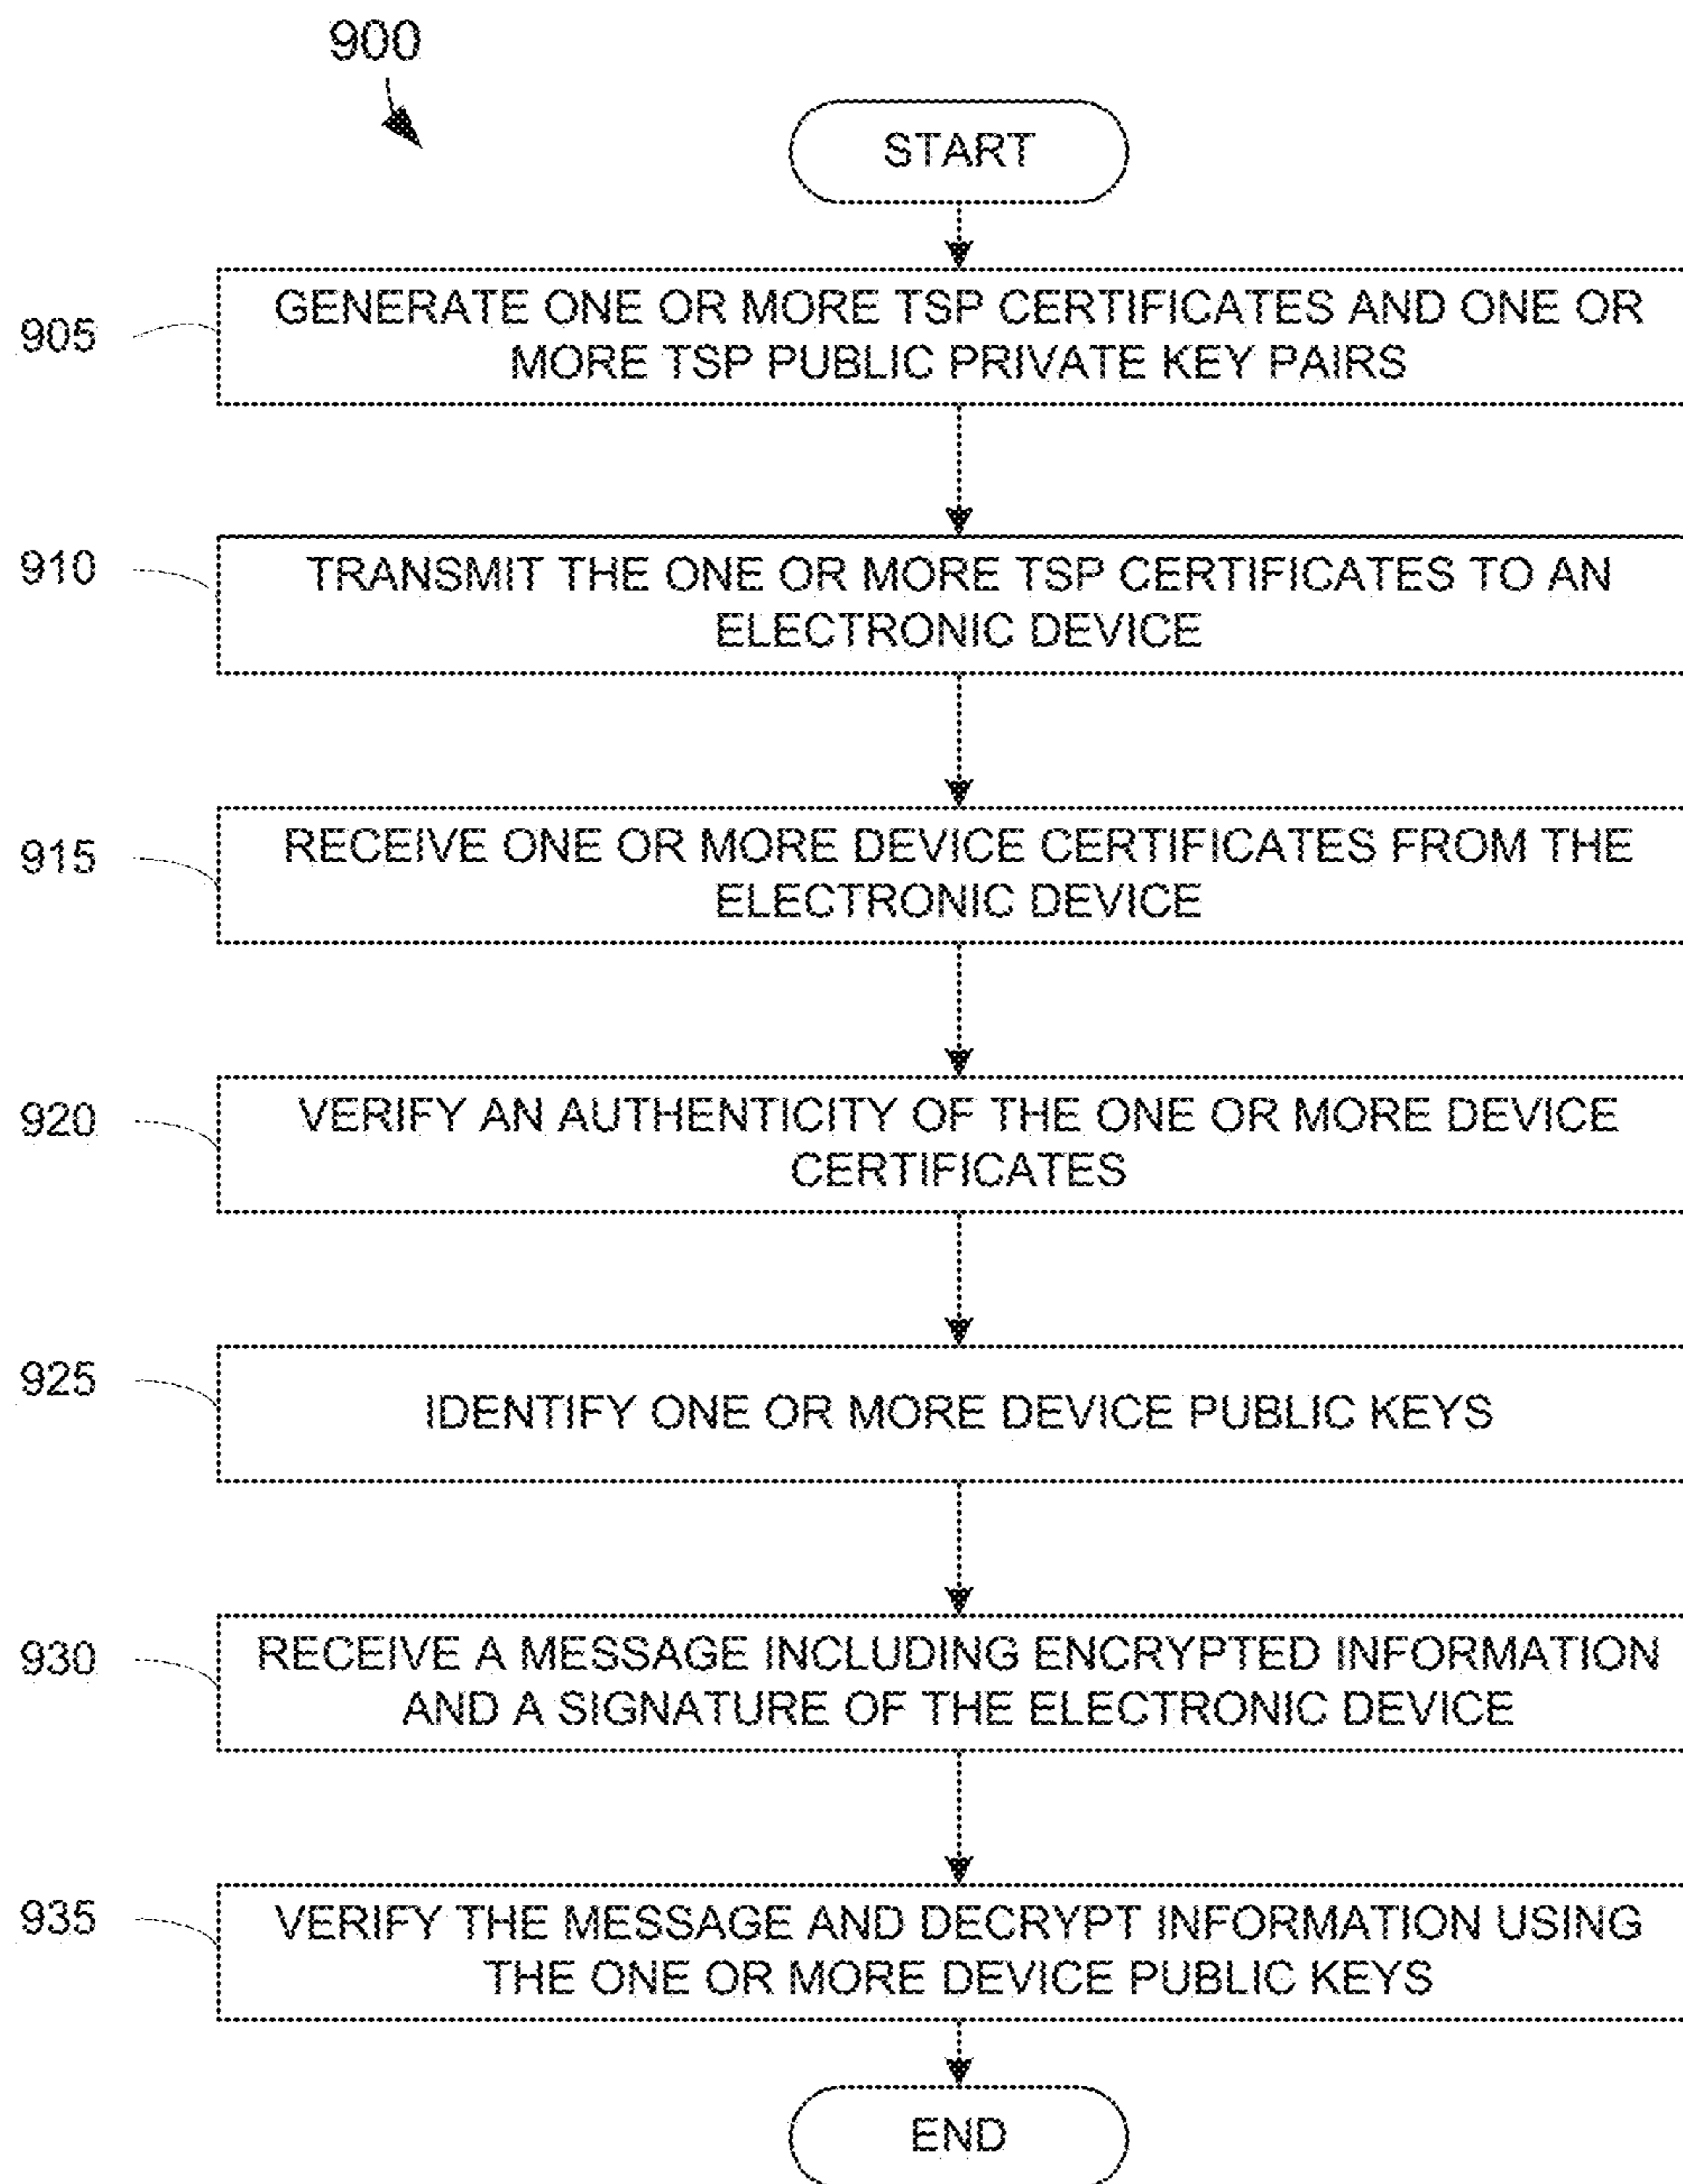 900
START
905
GENERATE ONE OR MORE TSP CERTIFICATES AND ONE OR
MORE TSP PUBLIC PRIVATE KEY PAIRS
910
TRANSMIT THE ONE OR MORE TSP CERTIFICATES TO AN
ELECTRONIC DEVICE
915
RECEIVE ONE OR MORE DEVICE CERTIFICATES FROM THE
ELECTRONIC DEVICE
920
VERIFY AN AUTHENTICITY OF THE ONE OR MORE DEVICE
CERTIFICATES
925
IDENTIFY ONE OR MORE DEVICE PUBLIC KEYS
930
RECEIVE A MESSAGE INCLUDING ENCRYPTED INFORMATION
AND A SIGNATURE OF THE ELECTRONIC DEVICE
935
VERIFY THE MESSAGE AND DECRYPT INFORMATION USING
THE ONE OR MORE DEVICE PUBLIC KEYS
END